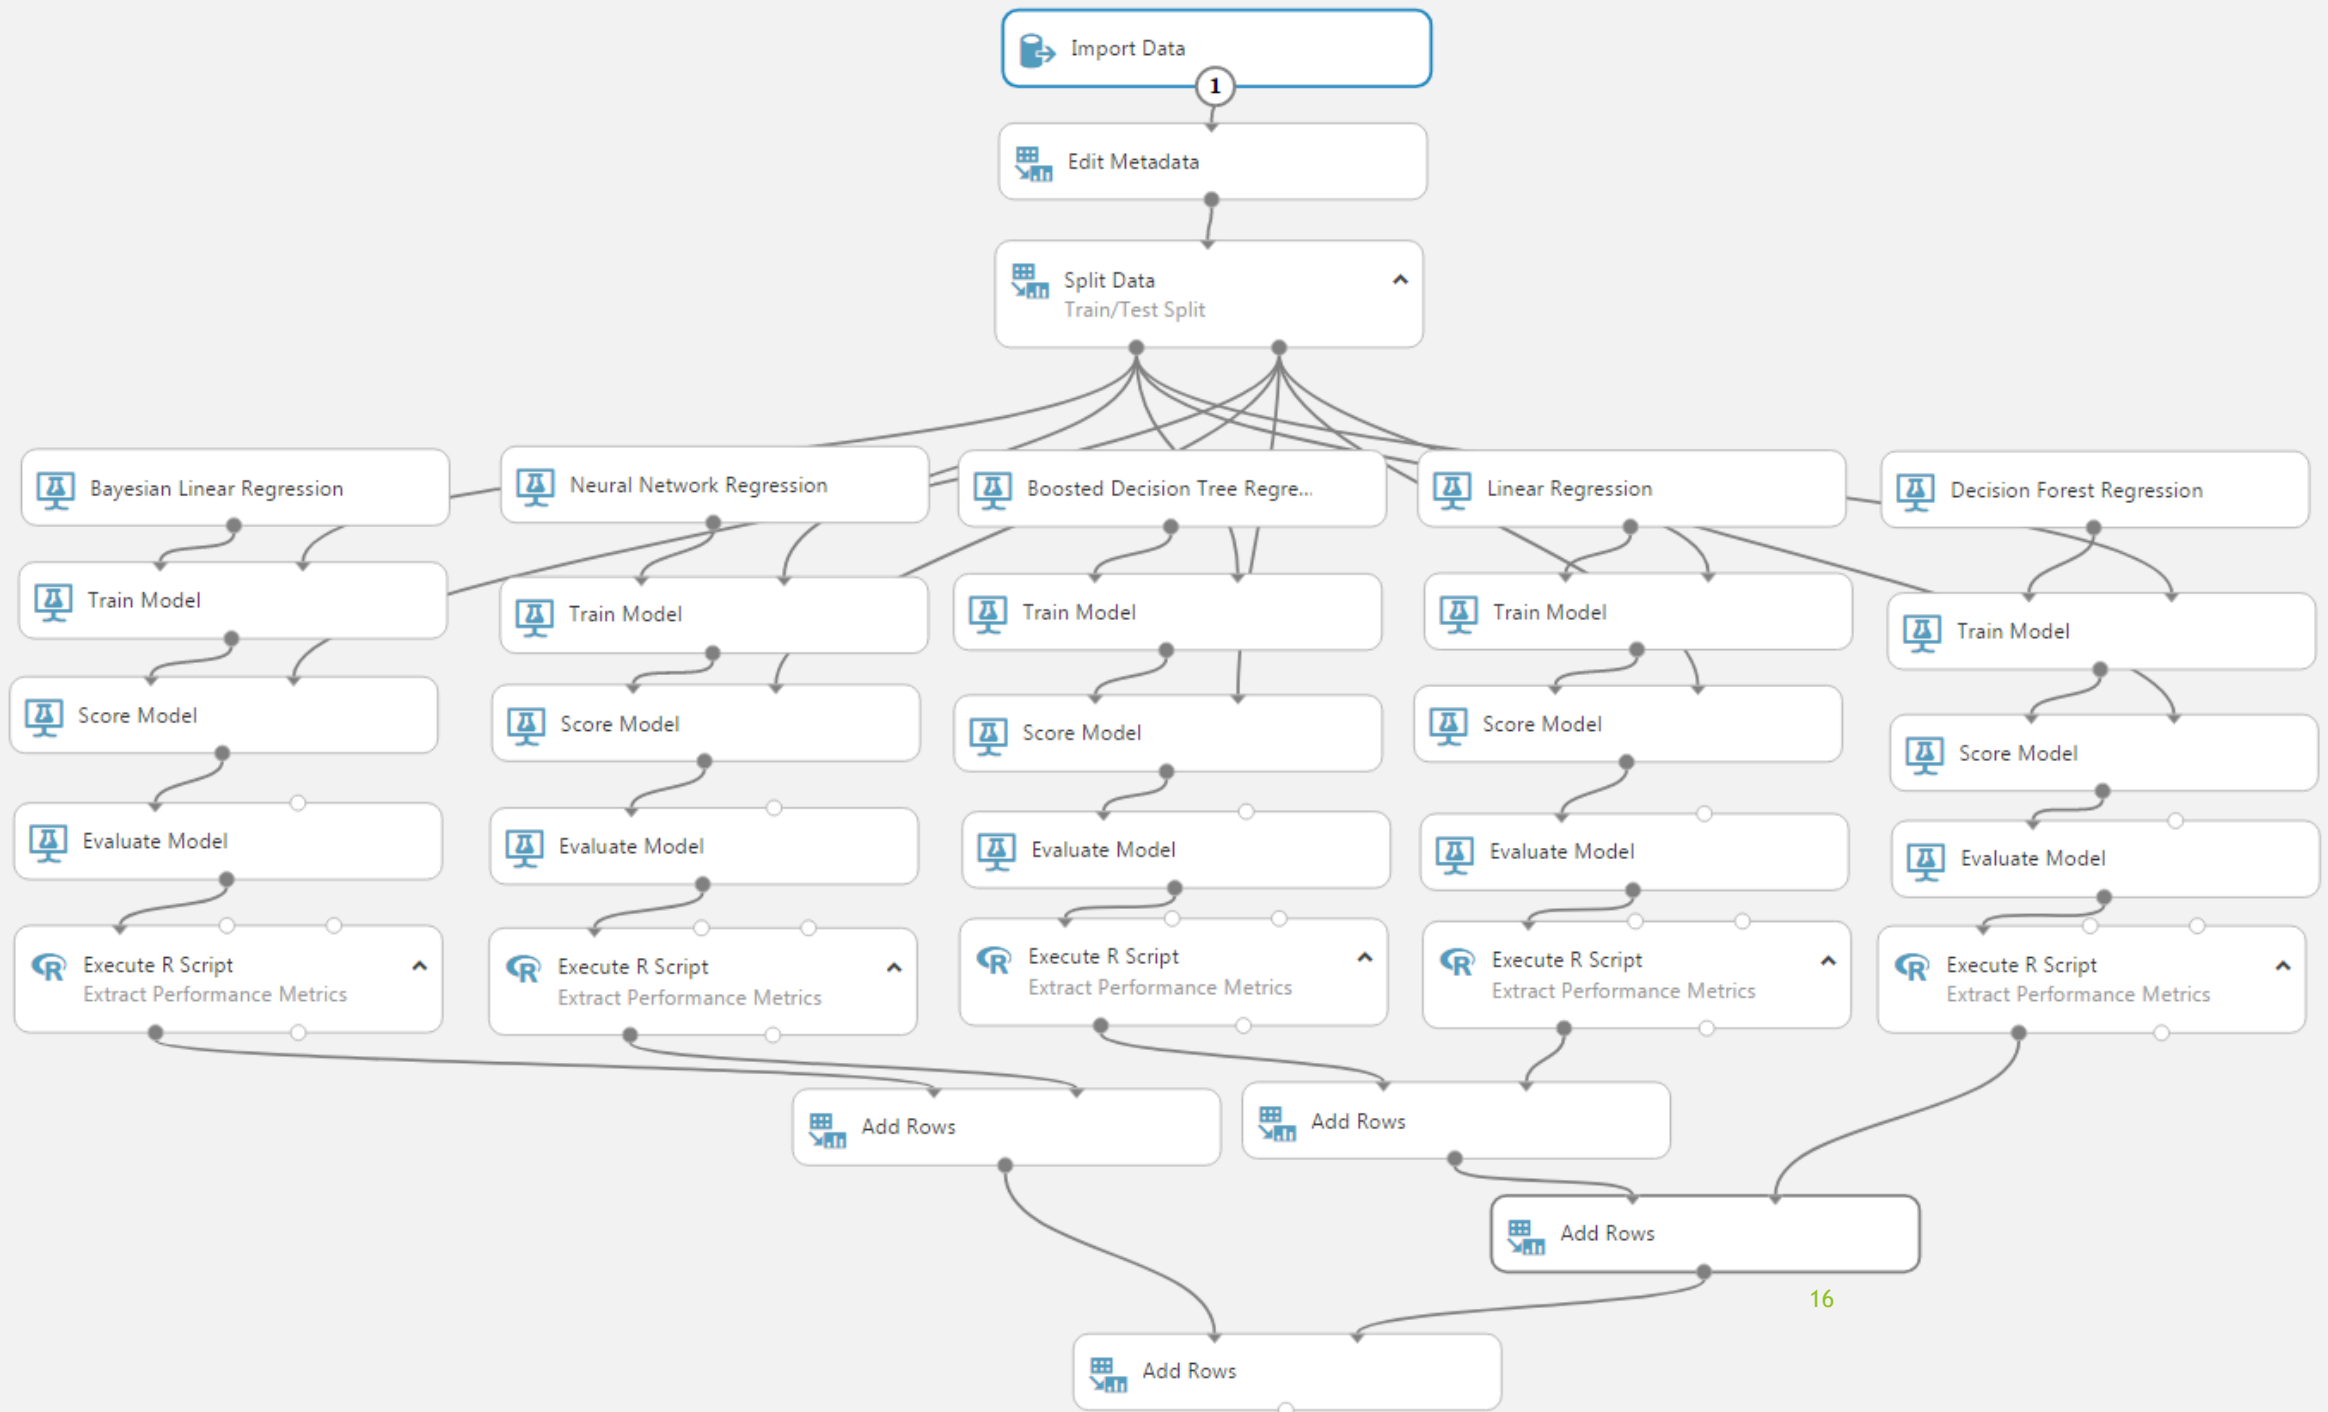 Import Data
1
Edit Metadata
Split Data
Train/Test Split
Bayesian Linear Regression
Neural Network Regression
Boosted Decision Tree Regre...
Linear Regression
Decision Forest Regression
Train Model
Train Model
Train Model
Train Model
Train Model
Score Model
Score Model
Score Model
Score Model
Score Model
Evaluate Model
Evaluate Model
Evaluate Model
Evaluate Model
Evaluate Model
Execute R Script
Extract Performance Metrics
Execute R Script
Extract Performance Metrics
Execute R Script
Extract Performance Metrics
Execute R Script
Extract Performance Metrics
Execute R Script
Extract Performance Metrics
Add Rows
Add Rows
Add Rows
16
Add Rows